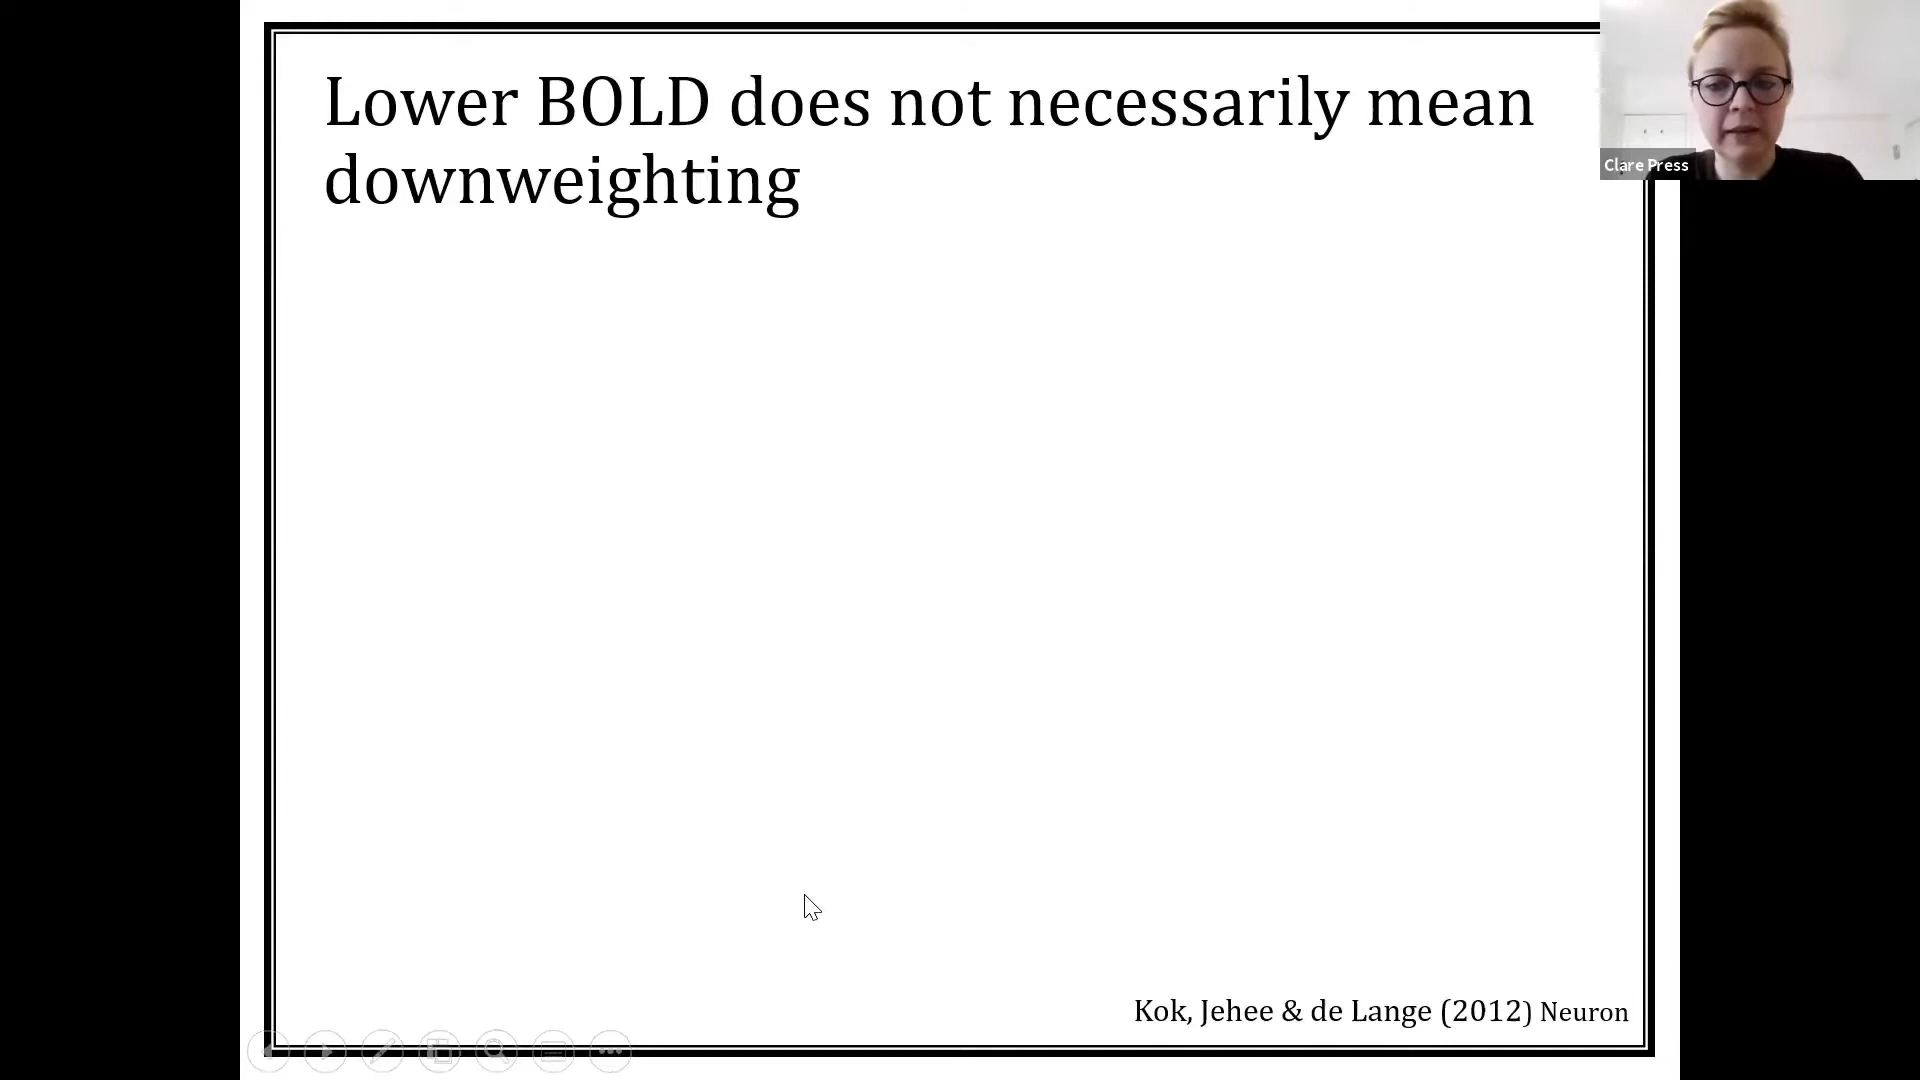 Lower BOLD does not necessarily mean
downweighting
Clare Press
Kok, Jehee & de Lange (2012) Neuron